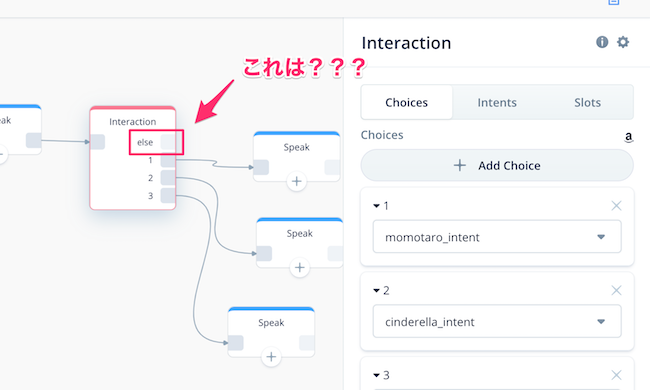 これは？？？
eak
Interaction
else
1
2
3
Speak
+
Speak
+
Speak
+
Interaction
Choices
Intents
Slots
Choices
a
+ Add Choice
1
momotaro_intent
2
cinderella_intent
3